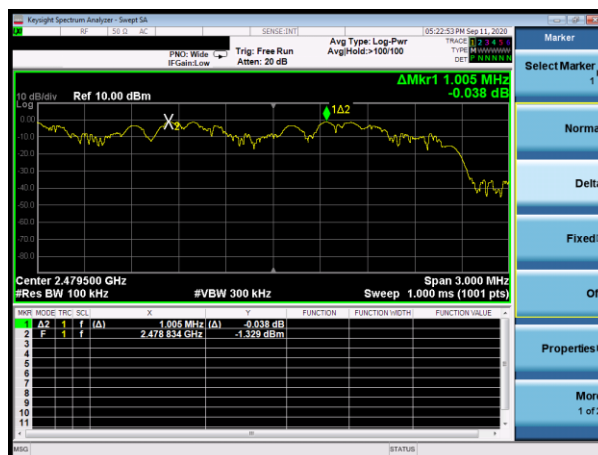 Keysight Spectrum Analyzer - Swept SA
RF 50 Ω AC SENSE:INT 05:22:53 PM Sep 11, 2020
Avg Type: Log-Pwr TRACE 1 2 3 4 5 6
PNO: Wide Trig: Free Run Avg|Hold:>100/100 TYPE M W W W W W
IFGain:Low Atten: 20 dB DET P N N N N N
ΔMkr1 1.005 MHz
10 dB/div Ref 10.00 dBm -0.038 dB
Log
1Δ2
0.00
X2
-10.0
-20.0
-30.0
-40.0
-50.0
-60.0
-70.0
-80.0
Center 2.479500 GHz Span 3.000 MHz
#Res BW 100 kHz #VBW 300 kHz Sweep 1.000 ms (1001 pts)
MKR MODE TRC SCL X Y FUNCTION FUNCTION WIDTH FUNCTION VALUE
1 Δ2 1 f (Δ) 1.005 MHz (Δ) -0.038 dB
2 F 1 f 2.478 834 GHz -1.329 dBm
3
4
5
6
7
8
9
10
11
MSG STATUS
Marker
Select Marker
1
Norma
Delta
Fixed
Of
Properties
More
1 of 2